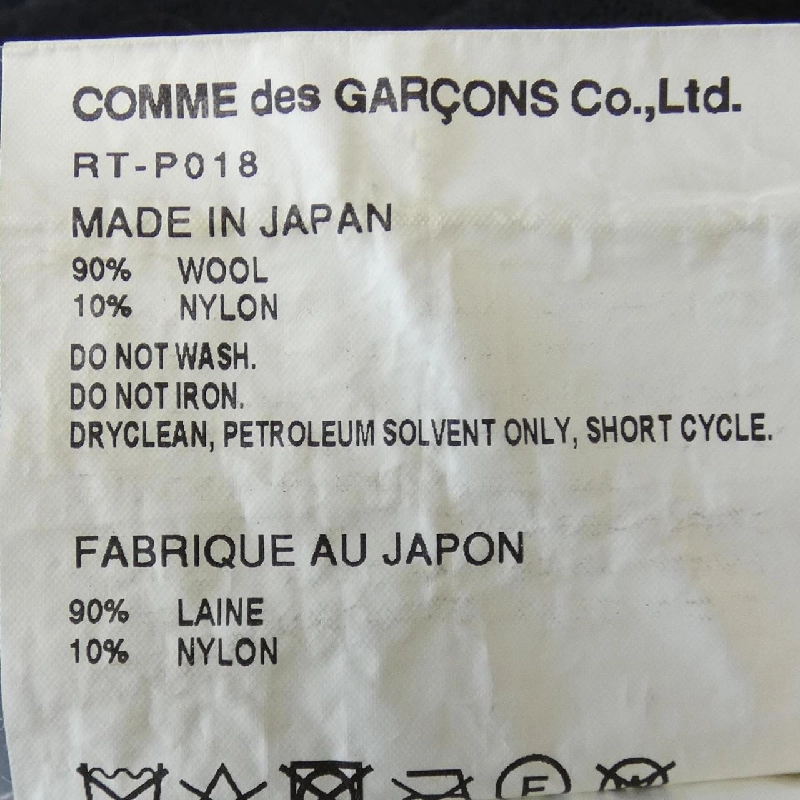 COMME des GARÇONS Co.,Ltd.
RT-P018
MADE IN JAPAN
90% WOOL
10% NYLON
DO NOT WASH.
DO NOT IRON.
DRYCLEAN, PETROLEUM SOLVENT ONLY, SHORT CYCLE.
FABRIQUE AU JAPON
90% LAINE
10% NYLON
F